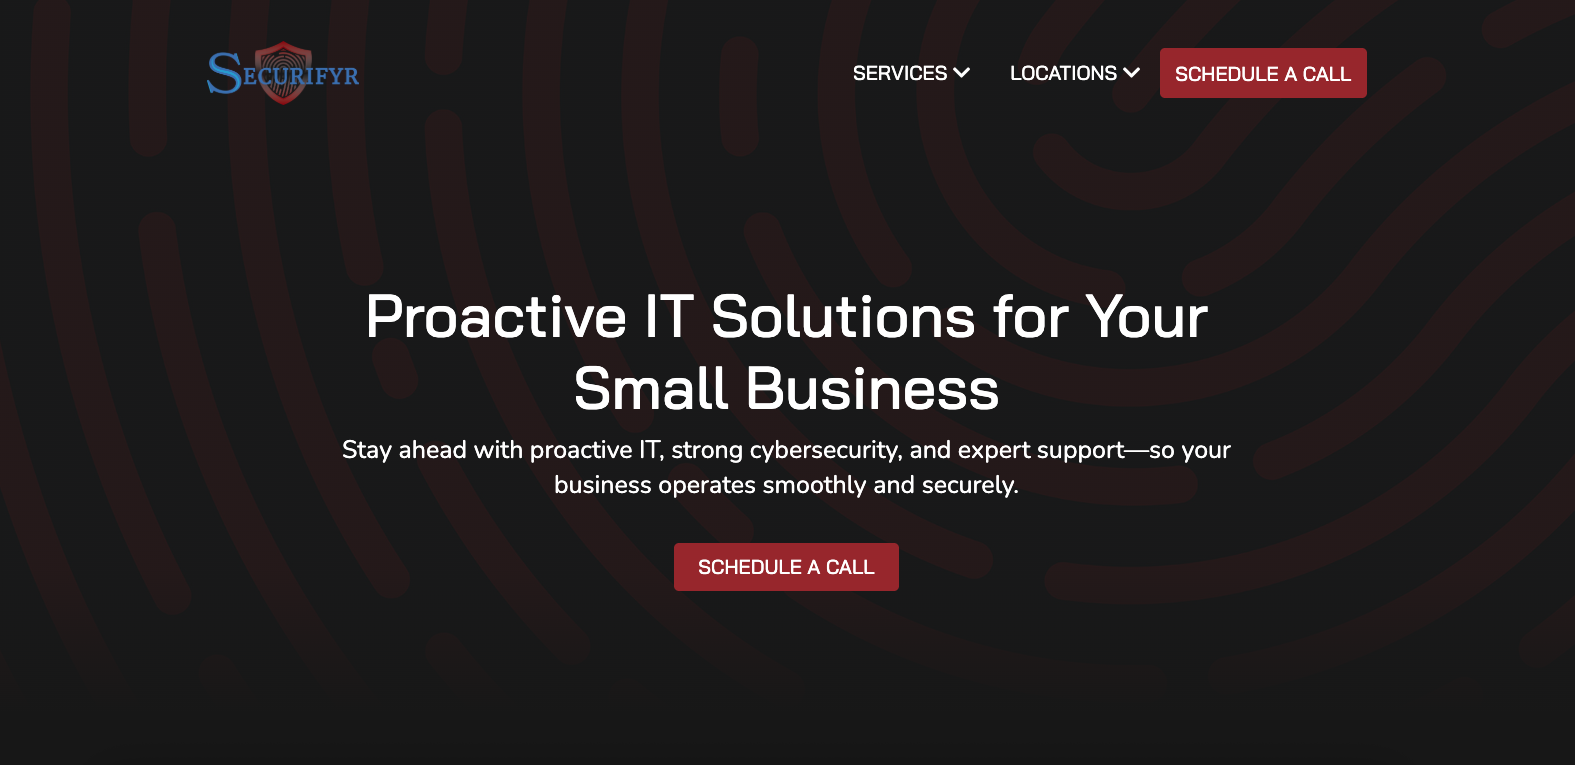 SECURIFYR
SERVICES
LOCATIONS
SCHEDULE A CALL
Proactive IT Solutions for Your
Small Business
Stay ahead with proactive IT, strong cybersecurity, and expert support—so your
business operates smoothly and securely.
SCHEDULE A CALL